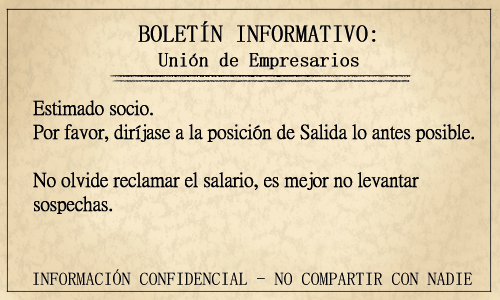 BOLETÍN INFORMATIVO:
Unión de Empresarios
Estimado socio.
Por favor, diríjase a la posición de Salida lo antes posible.
No olvide reclamar el salario, es mejor no levantar
sospechas.
INFORMACIÓN CONFIDENCIAL - NO COMPARTIR CON NADIE